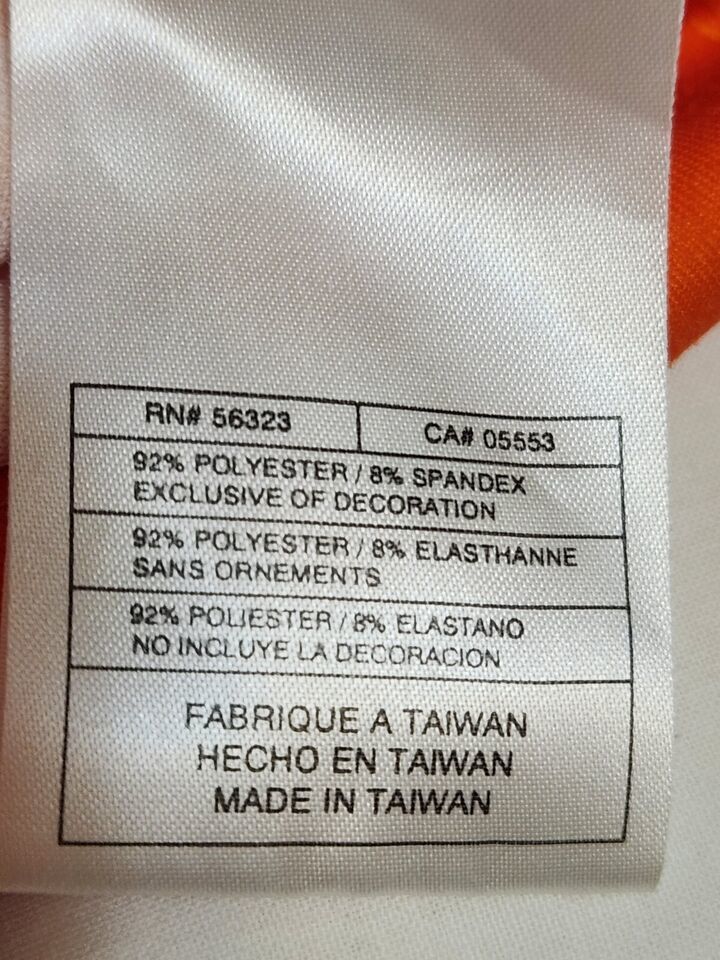 RN# 56323
CA# 05553
92% POLYESTER / 8% SPANDEX
EXCLUSIVE OF DECORATION
92% POLYESTER / 8% ELASTHANNE
SANS ORNEMENTS
92% POLIESTER / 8% ELASTANO
NO INCLUYE LA DECORACION
FABRIQUE A TAIWAN
HECHO EN TAIWAN
MADE IN TAIWAN